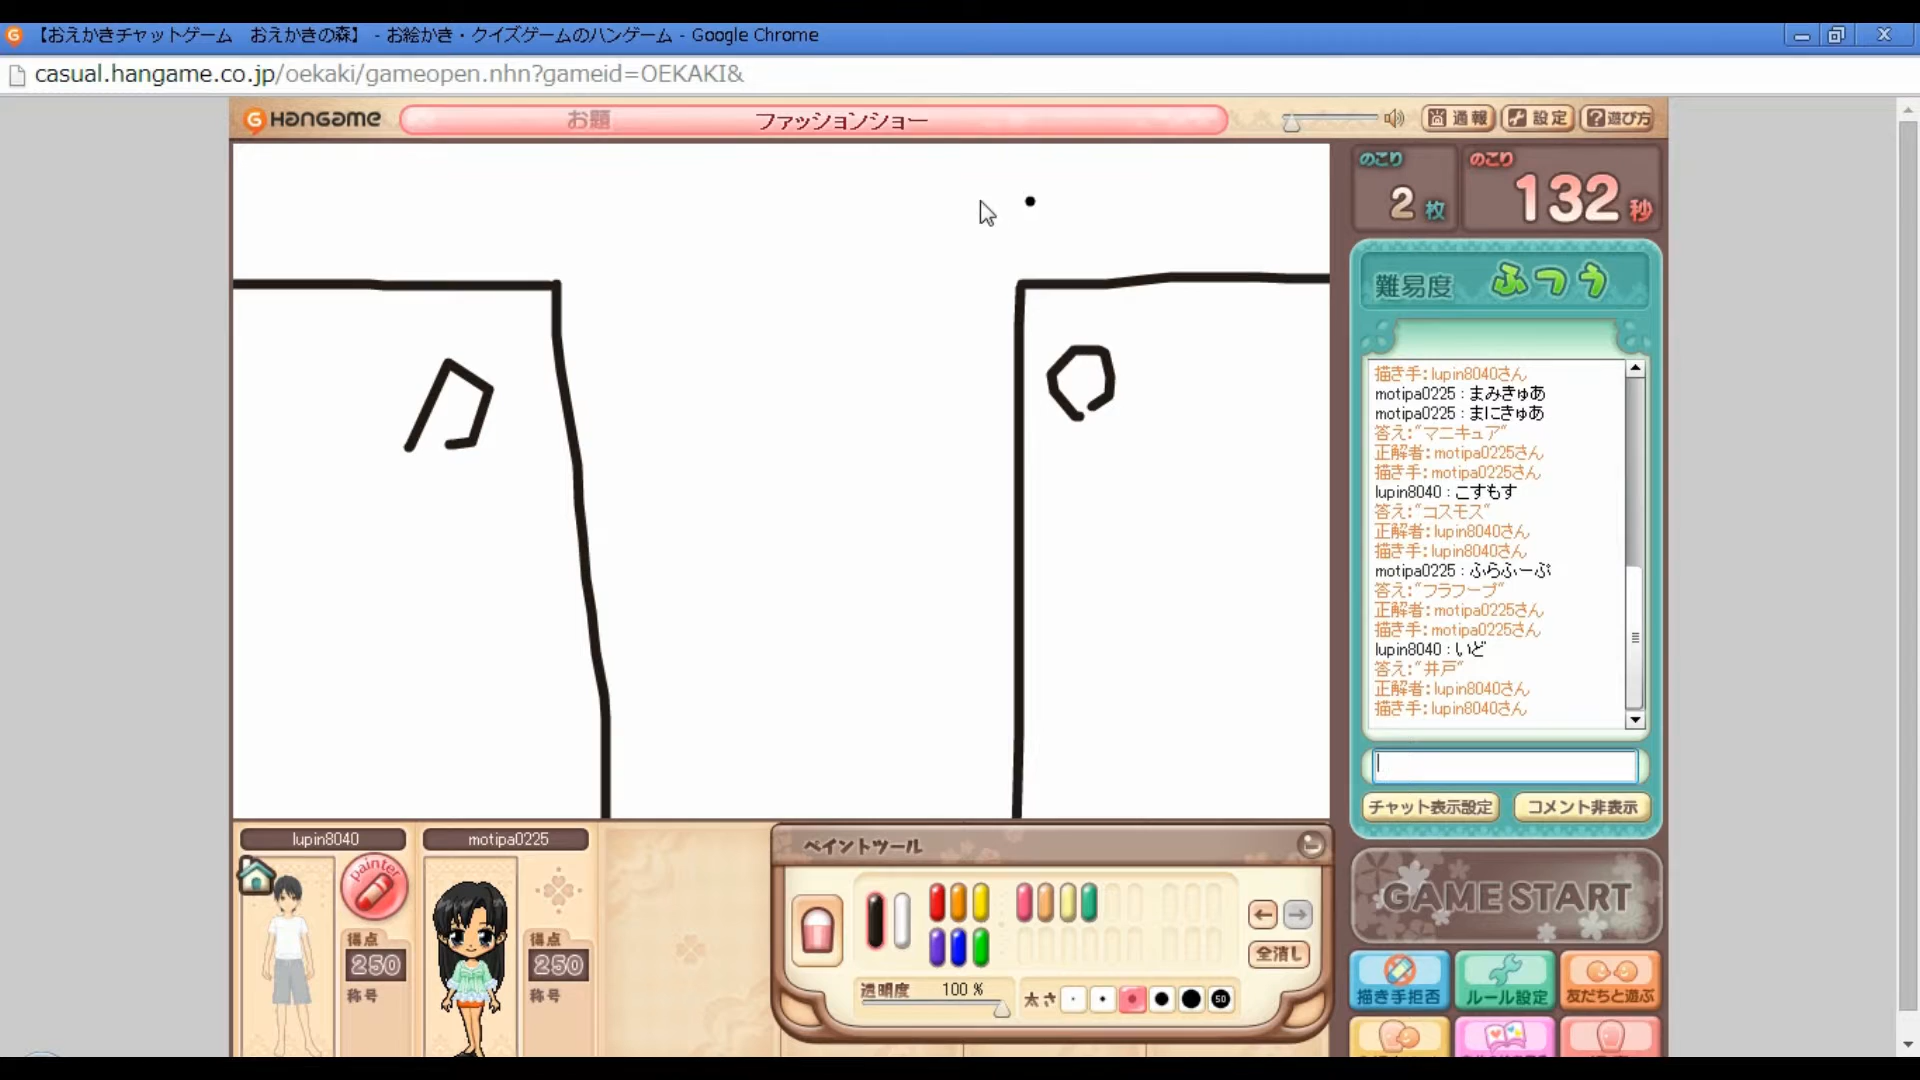 【おえかきチャットゲーム　おえかきの森】 - お絵かき・クイズゲームのハンゲーム - Google Chrome
casual.hangame.co.jp/oekaki/gameopen.nhn?gameid=OEKAKI&
HANGAME
お題 ファッションショー
通報 設定 遊び方
のこり 2 枚
のこり 132 秒
難易度 ふつう
描き手: lupin8040さん
motipa0225 : まみきゅあ
motipa0225 : まにきゅあ
答え:"マニキュア"
正解者: motipa0225さん
描き手: motipa0225さん
lupin8040 : こすもす
答え:"コスモス"
正解者: lupin8040さん
描き手: lupin8040さん
motipa0225 : ふらふーぷ
答え:"フラフープ"
正解者: motipa0225さん
描き手: motipa0225さん
lupin8040 : いど
答え:"井戸"
正解者: lupin8040さん
描き手: lupin8040さん
チャット表示設定 コメント非表示
lupin8040 motipa0225
painter
得点 250 称号
得点 250 称号
ペイントツール
全消し
透明度 100 % 太さ 50
GAME START
描き手拒否 ルール設定 友だちと遊ぶ